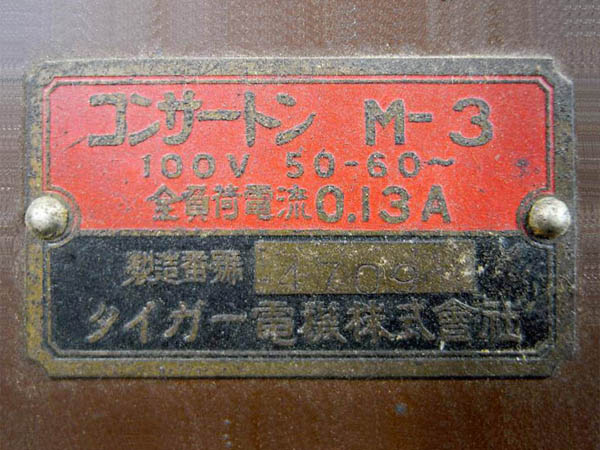 コンサートン M-3
100V 50-60~
全負荷電流 0.13A
製造番號 4709
タイガー電機株式會社